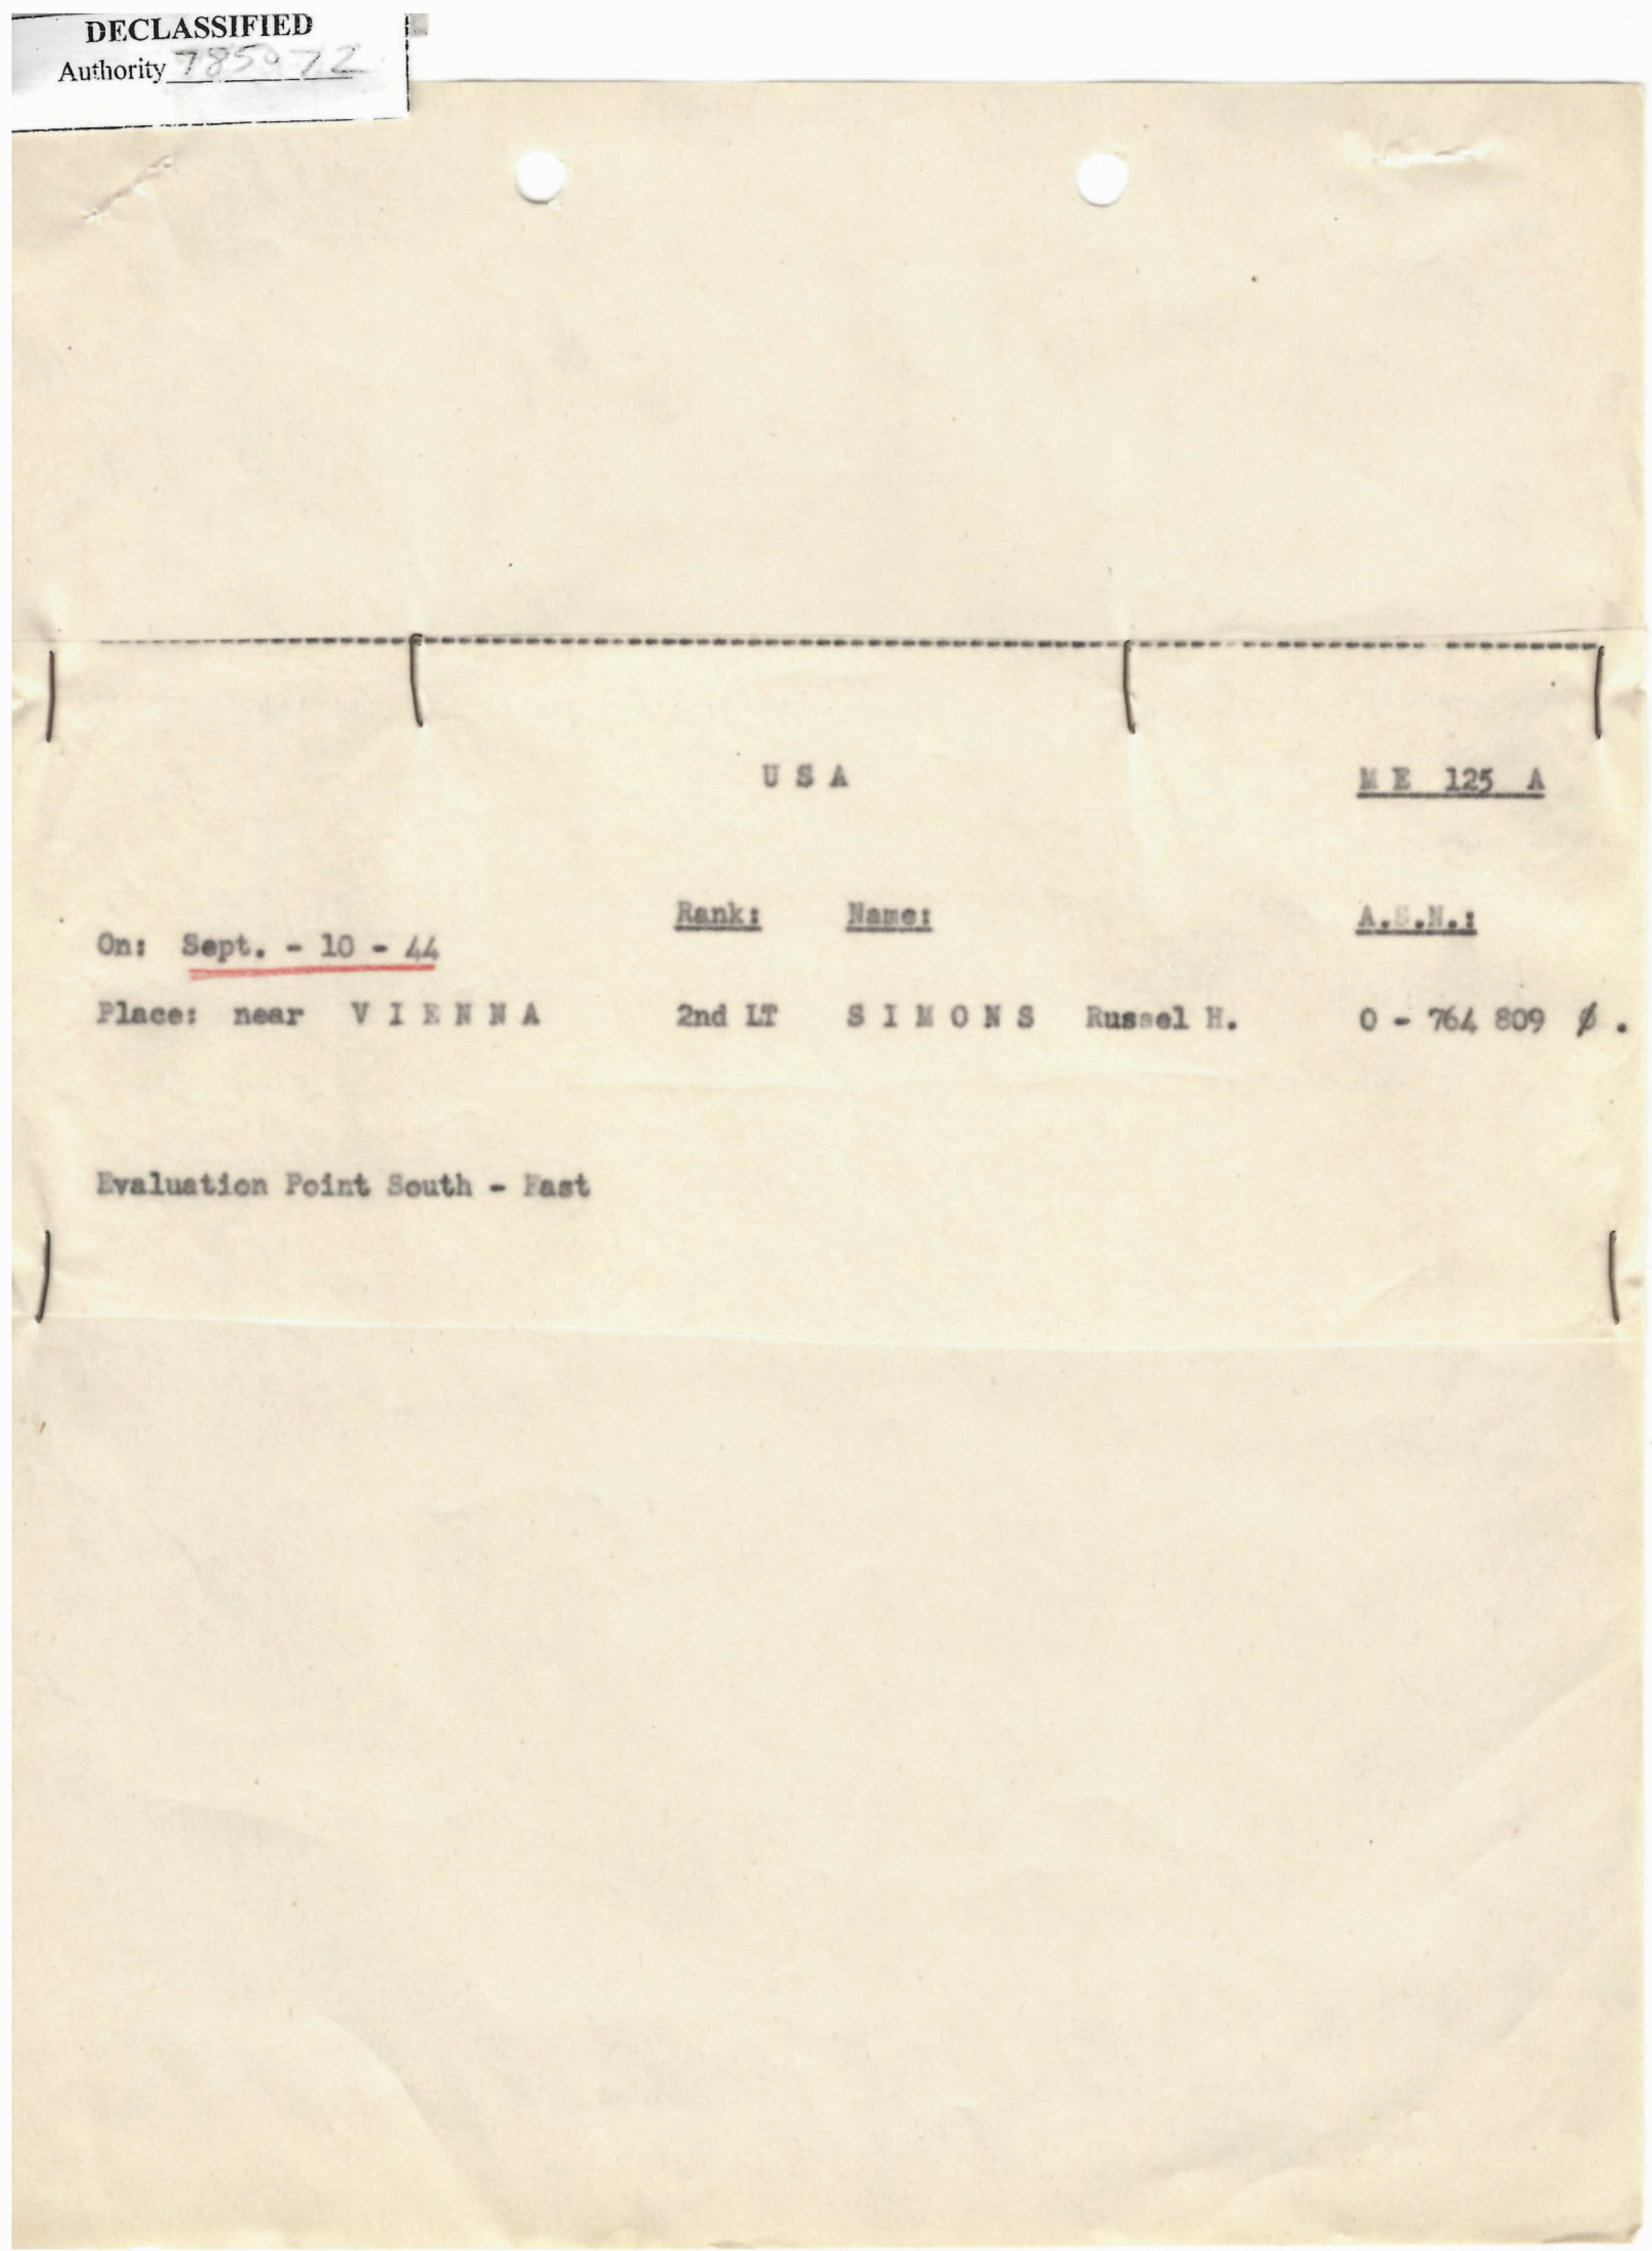 DECLASSIFIED
Authority 785072
U S A
M E 125 A
Rank: Name: A.S.N.:
On: Sept. - 10 - 44
Place: near V I E N N A 2nd LT S I M O N S Russel H. O - 764 809 Ø .
Evaluation Point South - East